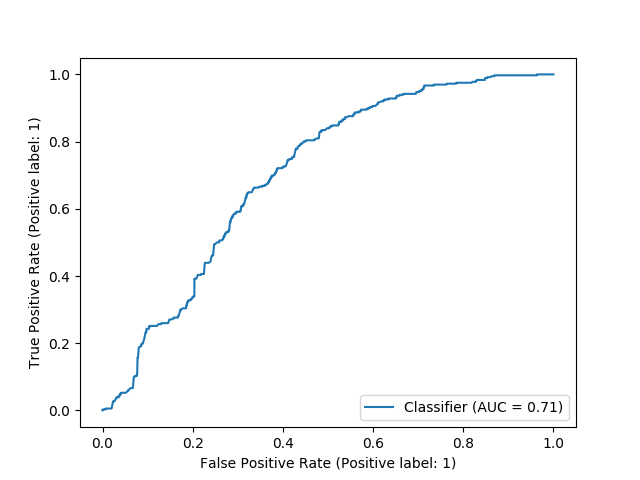 1.0
0.8
0.6
0.4
0.2
0.0
True Positive Rate (Positive label: 1)
Classifier (AUC = 0.71)
0.0 0.2 0.4 0.6 0.8 1.0
False Positive Rate (Positive label: 1)